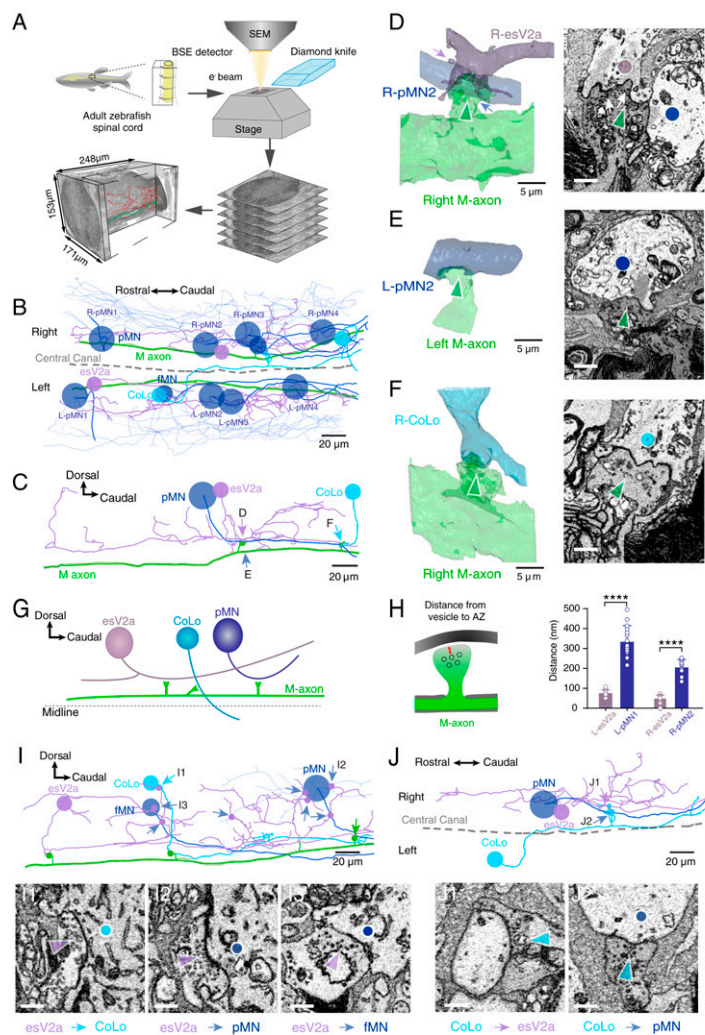 A
SEM
BSE detector
Diamond knife
e⁻ beam
Adult zebrafish
spinal cord
Stage
248µm
153µm
171µm
B
Rostral Caudal
R-pMN1
R-pMN2
R-pMN3
R-pMN4
Right
pMN
M axon
Central Canal
esV2a
fMN
Left
CoLo
L-pMN1
L-pMN2
L-pMN3
L-pMN4
20 µm
C
Dorsal
Caudal
pMN
esV2a
CoLo
D
F
E
M axon
20 µm
D
R-esV2a
R-pMN2
5 µm
Right M-axon
E
L-pMN2
Left M-axon
5 µm
F
R-CoLo
5 µm
Right M-axon
G
Dorsal
Caudal
esV2a
CoLo
pMN
M-axon
Midline
H
Distance from
vesicle to AZ
M-axon
Distance (nm)
500
400
300
200
100
0
****
****
L-esV2a
L-pMN1
R-esV2a
R-pMN2
I
Dorsal
Caudal
CoLo
I1
esV2a
fMN
I3
pMN
I2
20 µm
J
Rostral Caudal
J1
pMN
Right
esV2a
J2
Central Canal
CoLo
Left
20 µm
I1
I2
esV2a CoLo
esV2a pMN
esV2a fMN
CoLo esV2a
CoLo pMN